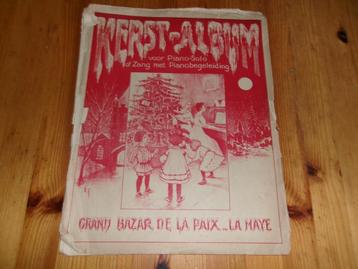 KERST-ALBUM
voor Piano-Solo
of Zang met Pianobegeleiding
GRAND BAZAR DE LA PAIX .. LA HAYE